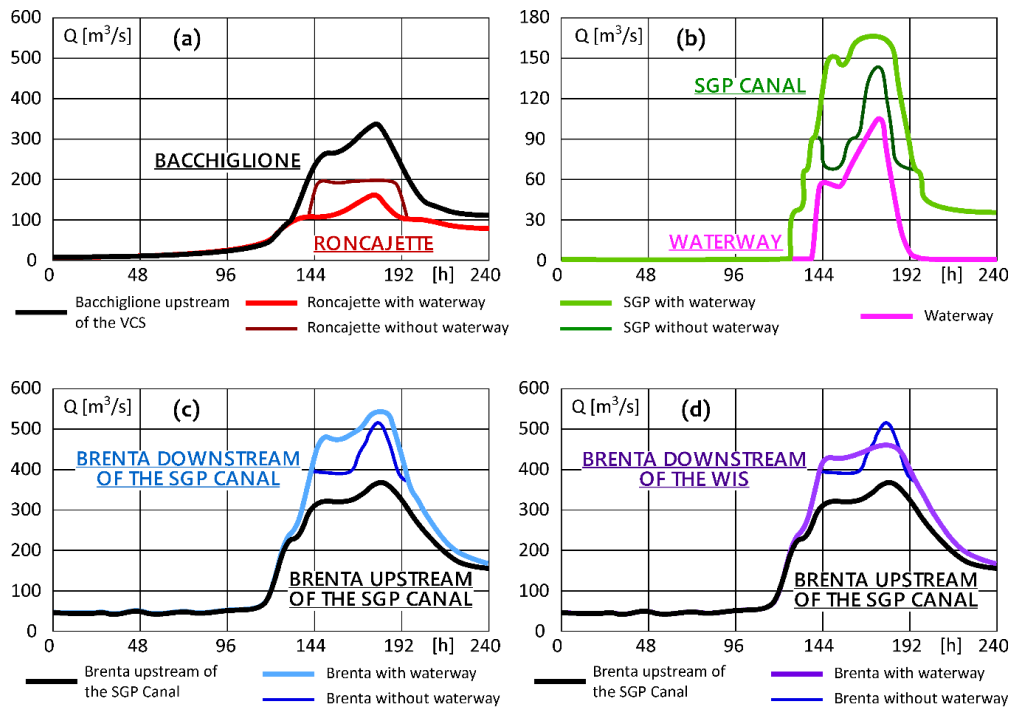 600
500
400
300
200
100
0
Q [m³/s]
(a)
BACCHIGLIONE
RONCAJETTE
0 48 96 144 192 [h] 240
Bacchiglione upstream
of the VCS
Roncajette with waterway
Roncajette without waterway
180
150
120
90
60
30
0
Q [m³/s]
(b)
SGP CANAL
WATERWAY
0 48 96 144 192 [h] 240
SGP with waterway
SGP without waterway
Waterway
600
500
400
300
200
100
0
Q [m³/s]
(c)
BRENTA DOWNSTREAM
OF THE SGP CANAL
BRENTA UPSTREAM
OF THE SGP CANAL
0 48 96 144 192 [h] 240
Brenta upstream of
the SGP Canal
Brenta with waterway
Brenta without waterway
600
500
400
300
200
100
0
Q [m³/s]
(d)
BRENTA DOWNSTREAM
OF THE WIS
BRENTA UPSTREAM
OF THE SGP CANAL
0 48 96 144 192 [h] 240
Brenta upstream of
the SGP Canal
Brenta with waterway
Brenta without waterway